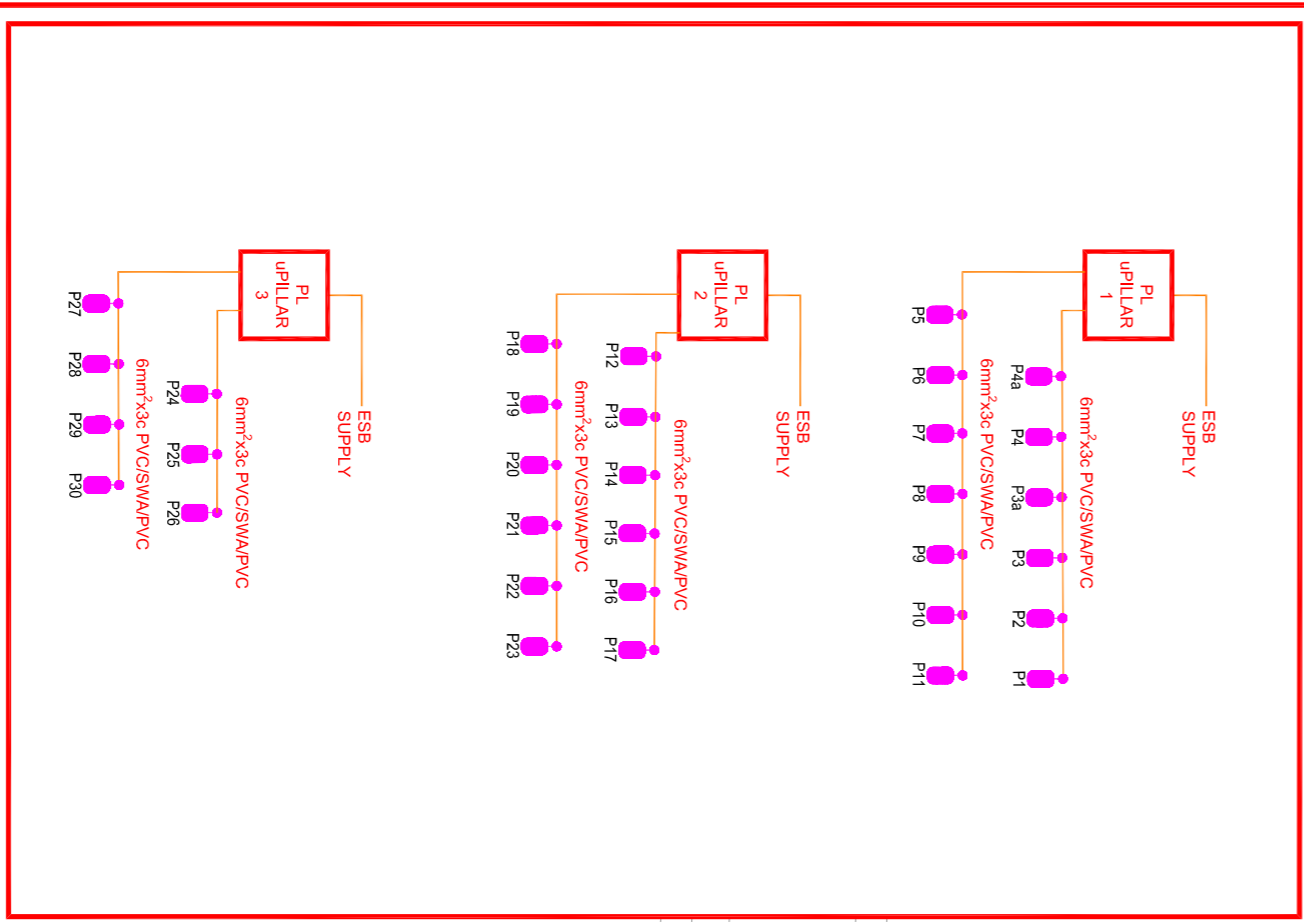 ESB
SUPPLY
PL
uPILLAR
1
6mm²x3c PVC/SWA/PVC
P4a
P4
P3a
P3
P2
P1
6mm²x3c PVC/SWA/PVC
P5
P6
P7
P8
P9
P10
P11
ESB
SUPPLY
PL
uPILLAR
2
6mm²x3c PVC/SWA/PVC
P12
P13
P14
P15
P16
P17
6mm²x3c PVC/SWA/PVC
P18
P19
P20
P21
P22
P23
ESB
SUPPLY
PL
uPILLAR
3
6mm²x3c PVC/SWA/PVC
P24
P25
P26
6mm²x3c PVC/SWA/PVC
P27
P28
P29
P30